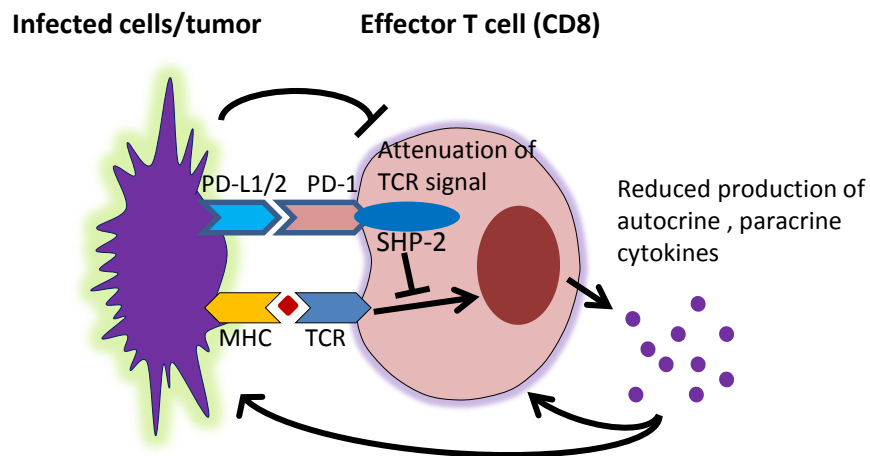 Infected cells/tumor
Effector T cell (CD8)
Attenuation of
TCR signal
PD-L1/2
PD-1
SHP-2
Reduced production of
autocrine , paracrine
cytokines
MHC
TCR